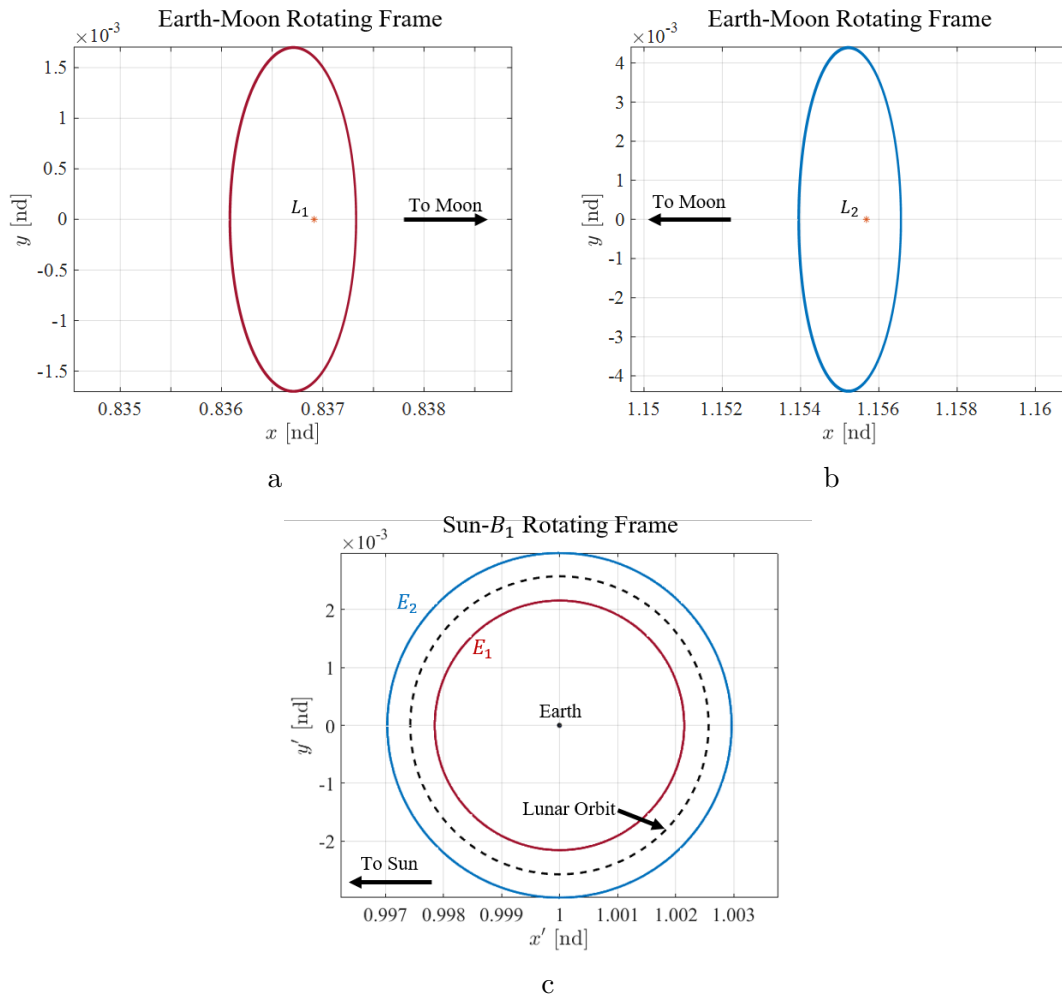 Earth-Moon Rotating Frame
×10⁻³
1.5
1
0.5
0
-0.5
-1
-1.5
y [nd]
L₁
To Moon
0.835 0.836 0.837 0.838
x [nd]
a
Earth-Moon Rotating Frame
×10⁻³
4
3
2
1
0
-1
-2
-3
-4
y [nd]
To Moon
L₂
1.15 1.152 1.154 1.156 1.158 1.16
x [nd]
b
Sun-B₁ Rotating Frame
×10⁻³
2
1
0
-1
-2
y′ [nd]
E₂
E₁
Earth
Lunar Orbit
To Sun
0.997 0.998 0.999 1 1.001 1.002 1.003
x′ [nd]
c